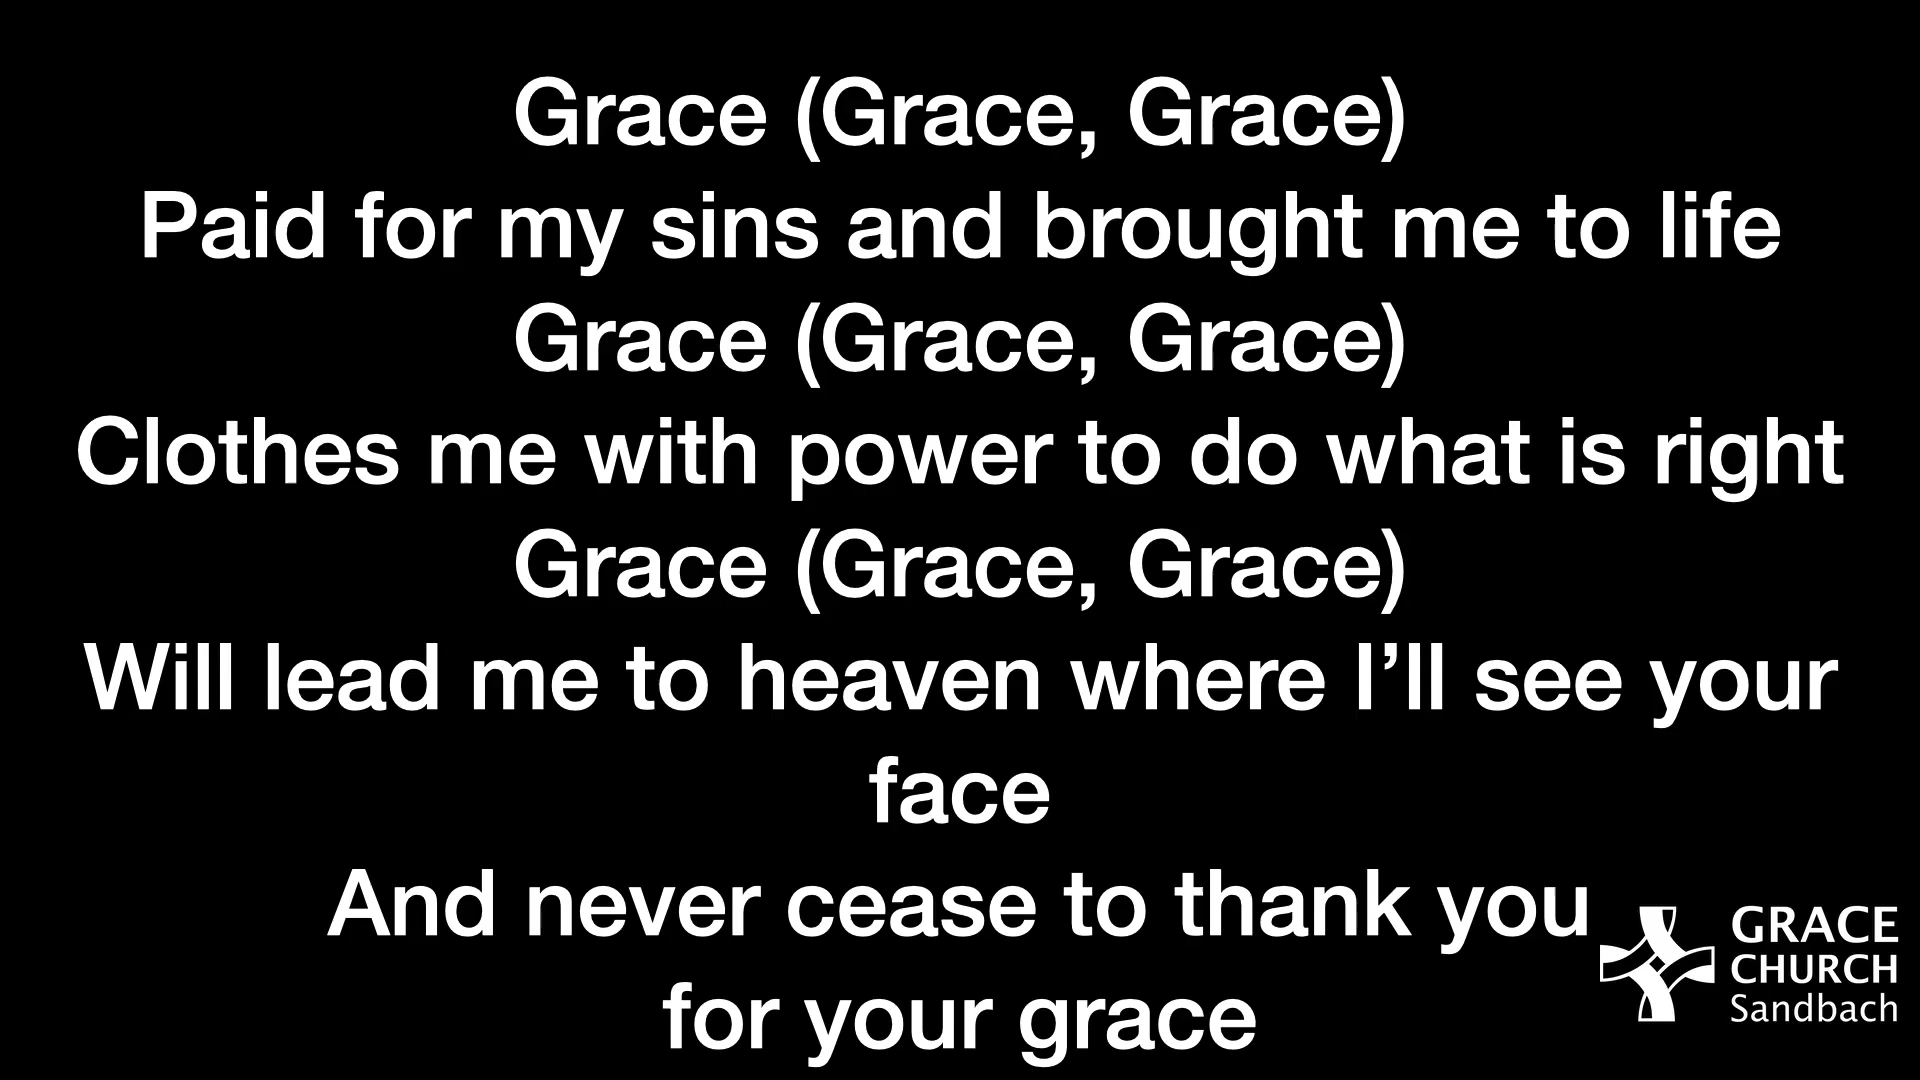 Grace (Grace, Grace)
Paid for my sins and brought me to life
Grace (Grace, Grace)
Clothes me with power to do what is right
Grace (Grace, Grace)
Will lead me to heaven where I’ll see your
face
And never cease to thank you
for your grace
GRACE
CHURCH
Sandbach